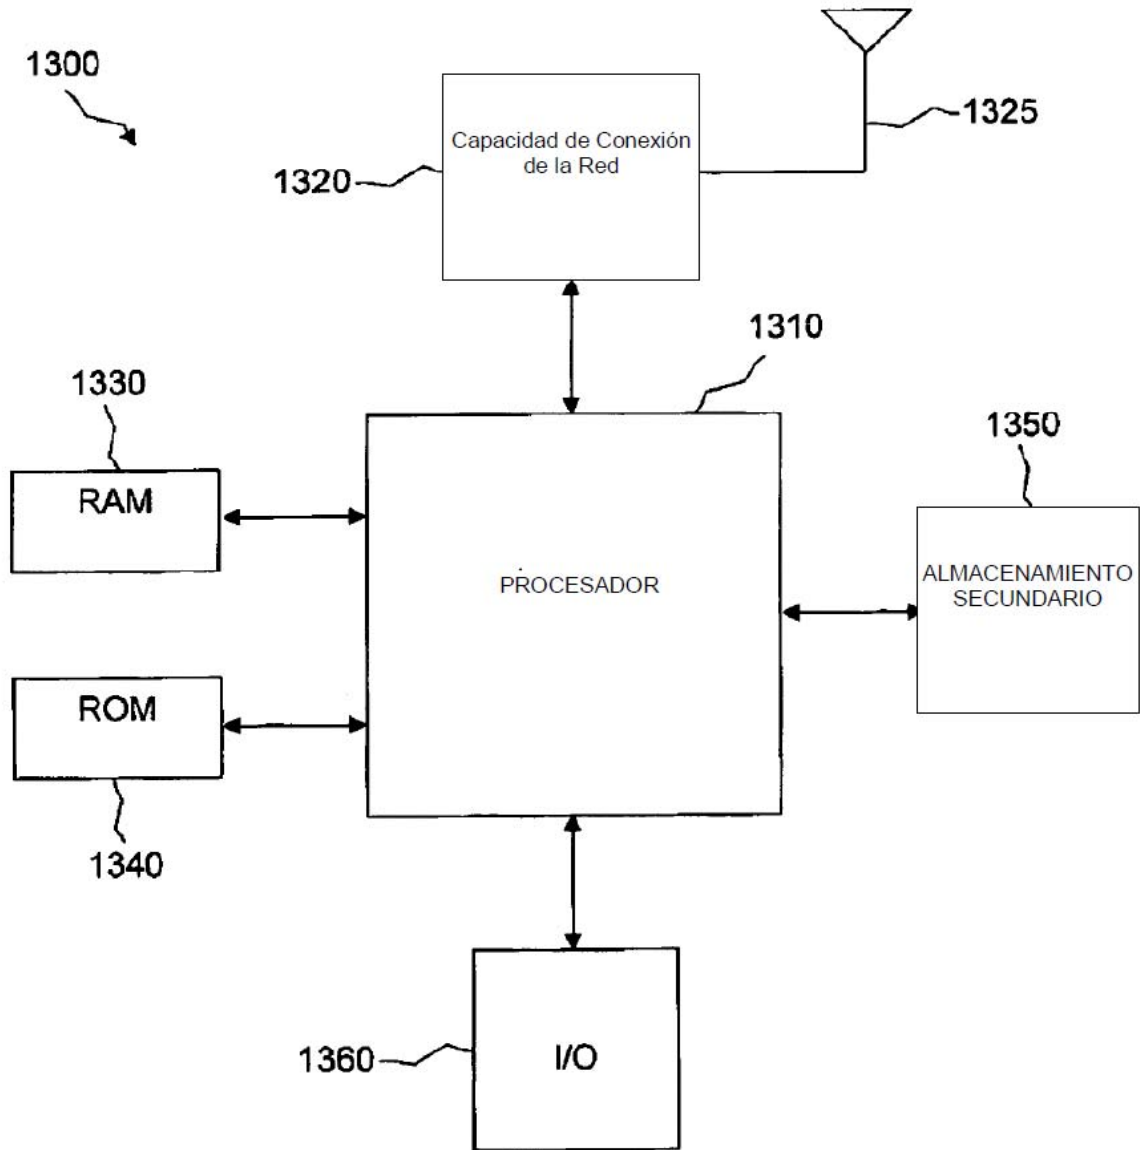 1300
1325
Capacidad de Conexión
de la Red
1320
1310
1330
1350
RAM
PROCESADOR
ALMACENAMIENTO
SECUNDARIO
ROM
1340
1360
I/O